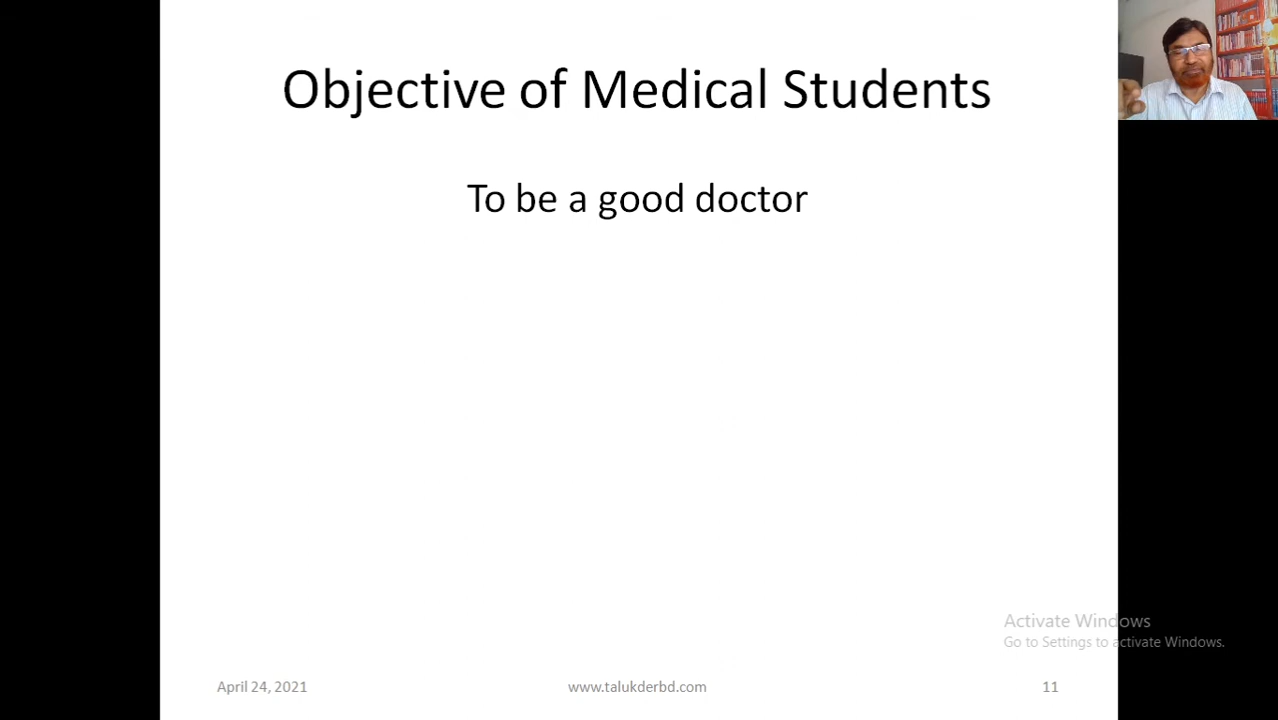 Objective of Medical Students
To be a good doctor
Activate Windows
Go to Settings to activate Windows.
April 24, 2021
www.talukderbd.com
11